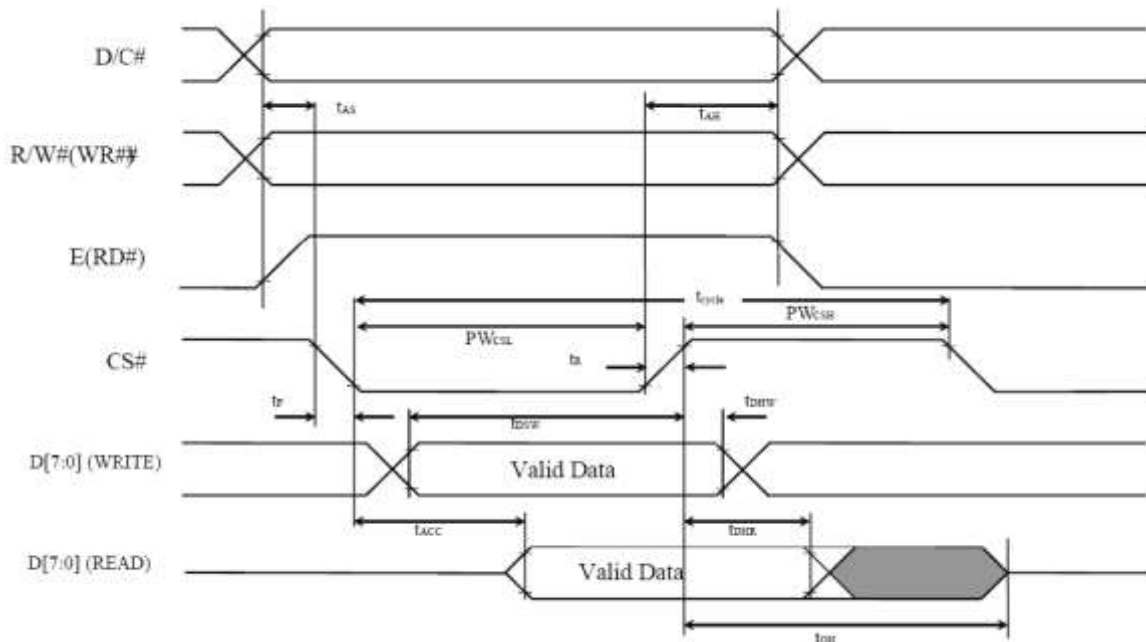 D/C#
tAS
tAH
R/W#(WR#)
E(RD#)
tcycle
PWCSL
PWCSH
CS#
tR
tF
tDSW
tDHW
D[7:0] (WRITE)
Valid Data
tACC
tDHR
D[7:0] (READ)
Valid Data
tOH